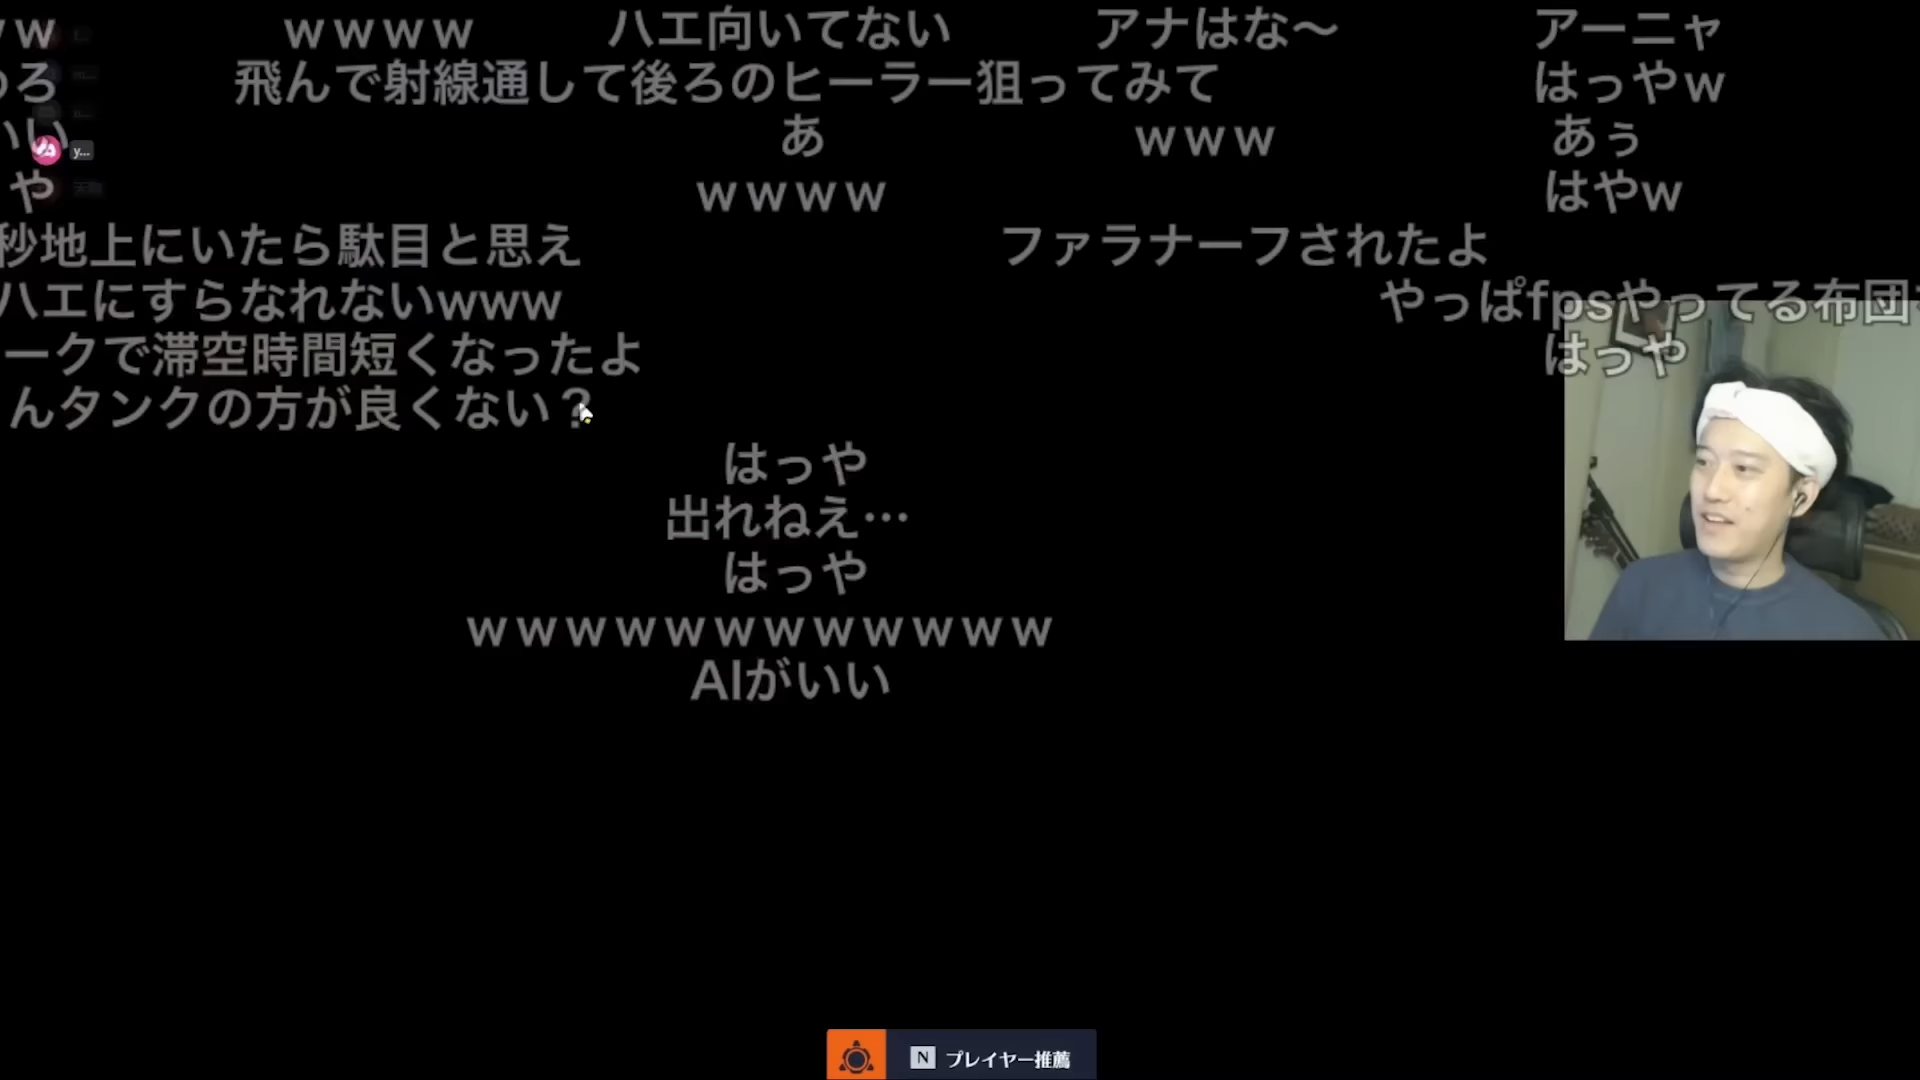 ｗ ｗｗｗｗ ハエ向いてない アナはな～ アーニャ
ろ 飛んで射線通して後ろのヒーラー狙ってみて はっやｗ
いい あ ｗｗｗ あぅ
y...
や ｗｗｗｗ はやw
秒地上にいたら駄目と思え ファラナーフされたよ
ハエにすらなれないwww やっぱfpsやってる布団
ークで滞空時間短くなったよ はっや
んタンクの方が良くない？
はっや
出れねえ…
はっや
ｗｗｗｗｗｗｗｗｗｗｗｗ
AIがいい
N プレイヤー推薦